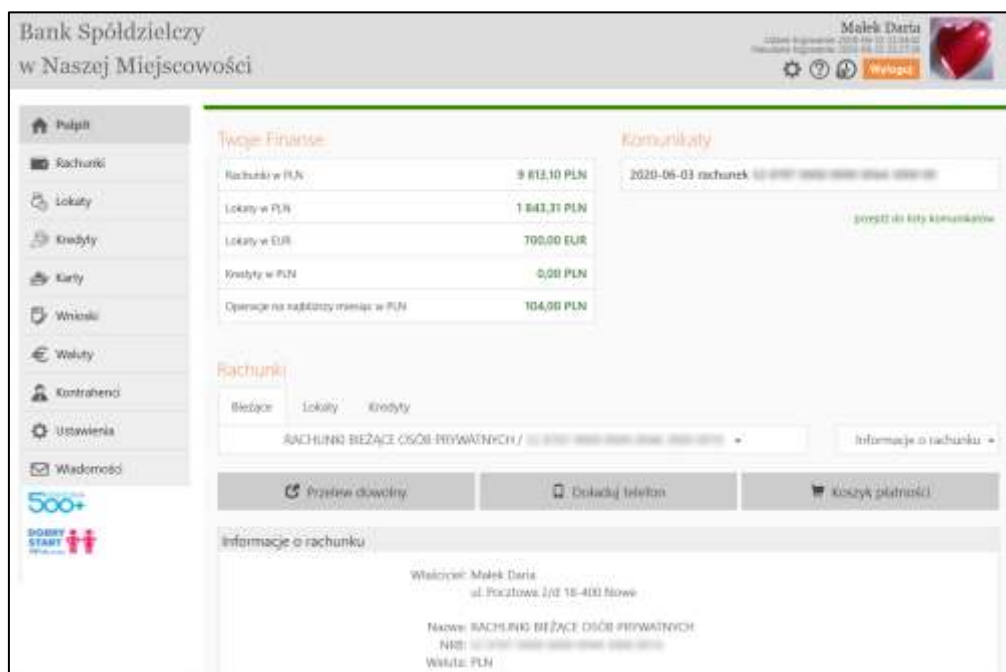 Bank Spółdzielczy
w Naszej Miejscowości
Małek Daria
Wyloguj
Pulpit
Rachunki
Lokaty
Kredyty
Karty
Wnioski
Waluty
Kontrahenci
Ustawienia
Wiadomości
500+
DOBRY
START
Twoje Finanse
Rachunki w PLN 9 813,10 PLN
Lokaty w PLN 1 843,31 PLN
Lokaty w EUR 700,00 EUR
Kredyty w PLN 0,00 PLN
Operacje na najbliższy miesiąc w PLN 104,00 PLN
Komunikaty
2020-06-03 rachunek
przejdź do listy komunikatów
Rachunki
Bieżące Lokaty Kredyty
RACHUNKI BIEŻĄCE OSÓB PRYWATNYCH /
Informacje o rachunku
Przelew dowolny Doładuj telefon Koszyk płatności
Informacje o rachunku
Właściciel: Małek Daria
ul. Pocztowa 2/d 18-400 Nowe
Nazwa: RACHUNKI BIEŻĄCE OSÓB PRYWATNYCH
NRB:
Waluta: PLN